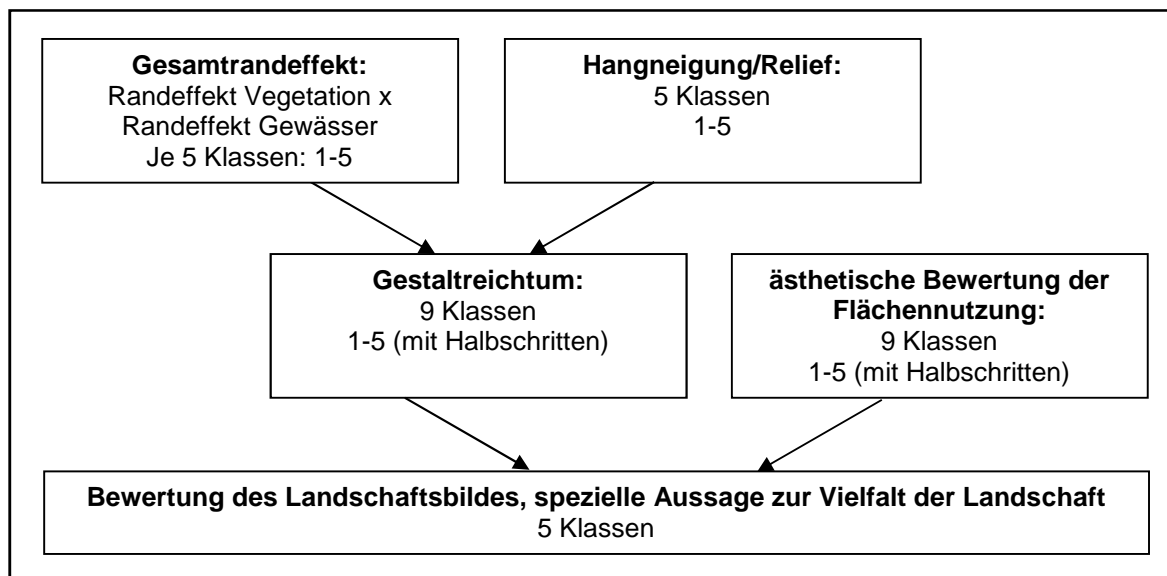 Gesamtrandeffekt:
Randeffekt Vegetation x
Randeffekt Gewässer
Je 5 Klassen: 1-5
Hangneigung/Relief:
5 Klassen
1-5
Gestaltreichtum:
9 Klassen
1-5 (mit Halbschritten)
ästhetische Bewertung der
Flächennutzung:
9 Klassen
1-5 (mit Halbschritten)
Bewertung des Landschaftsbildes, spezielle Aussage zur Vielfalt der Landschaft
5 Klassen